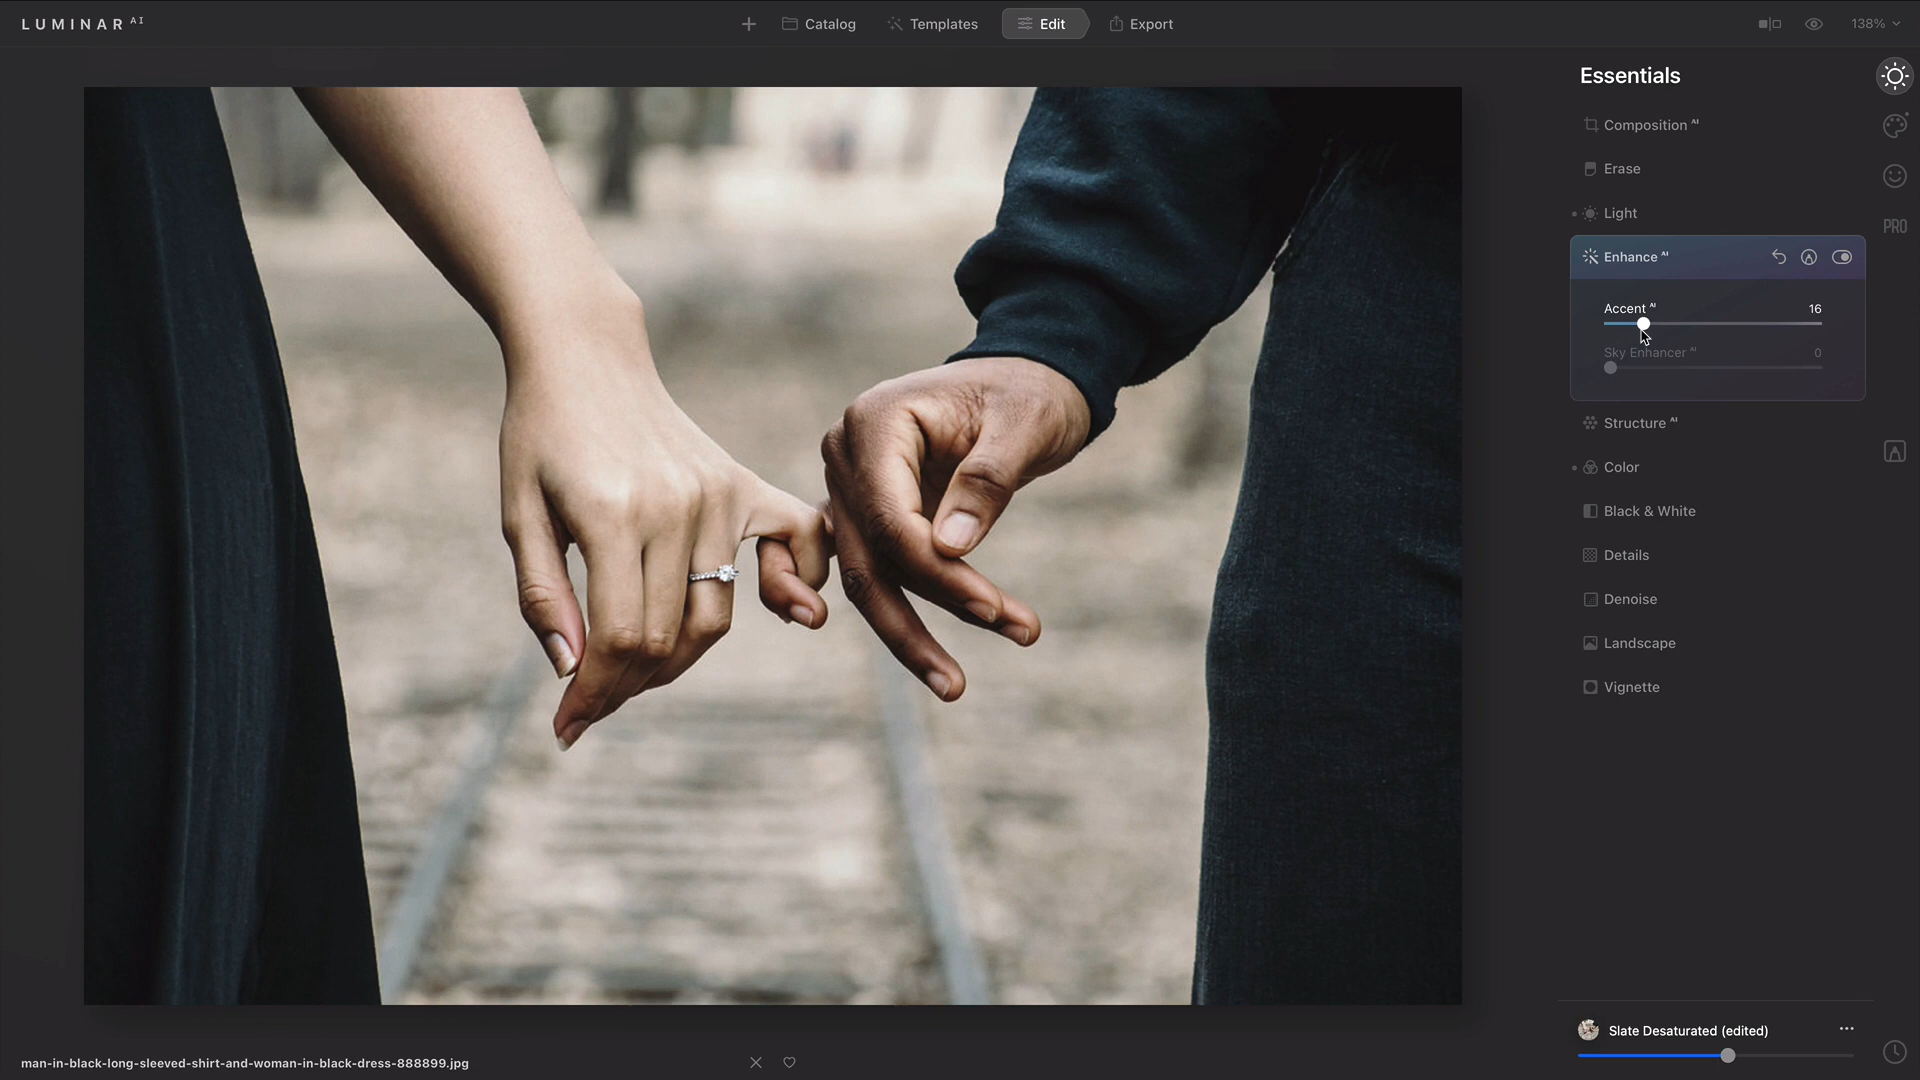 LUMINAR AI
Catalog
Templates
Edit
Export
138%
Essentials
Composition AI
Erase
Light
Enhance AI
Accent AI
16
Sky Enhancer AI
0
Structure AI
Color
Black & White
Details
Denoise
Landscape
Vignette
PRO
Slate Desaturated (edited)
man-in-black-long-sleeved-shirt-and-woman-in-black-dress-888899.jpg